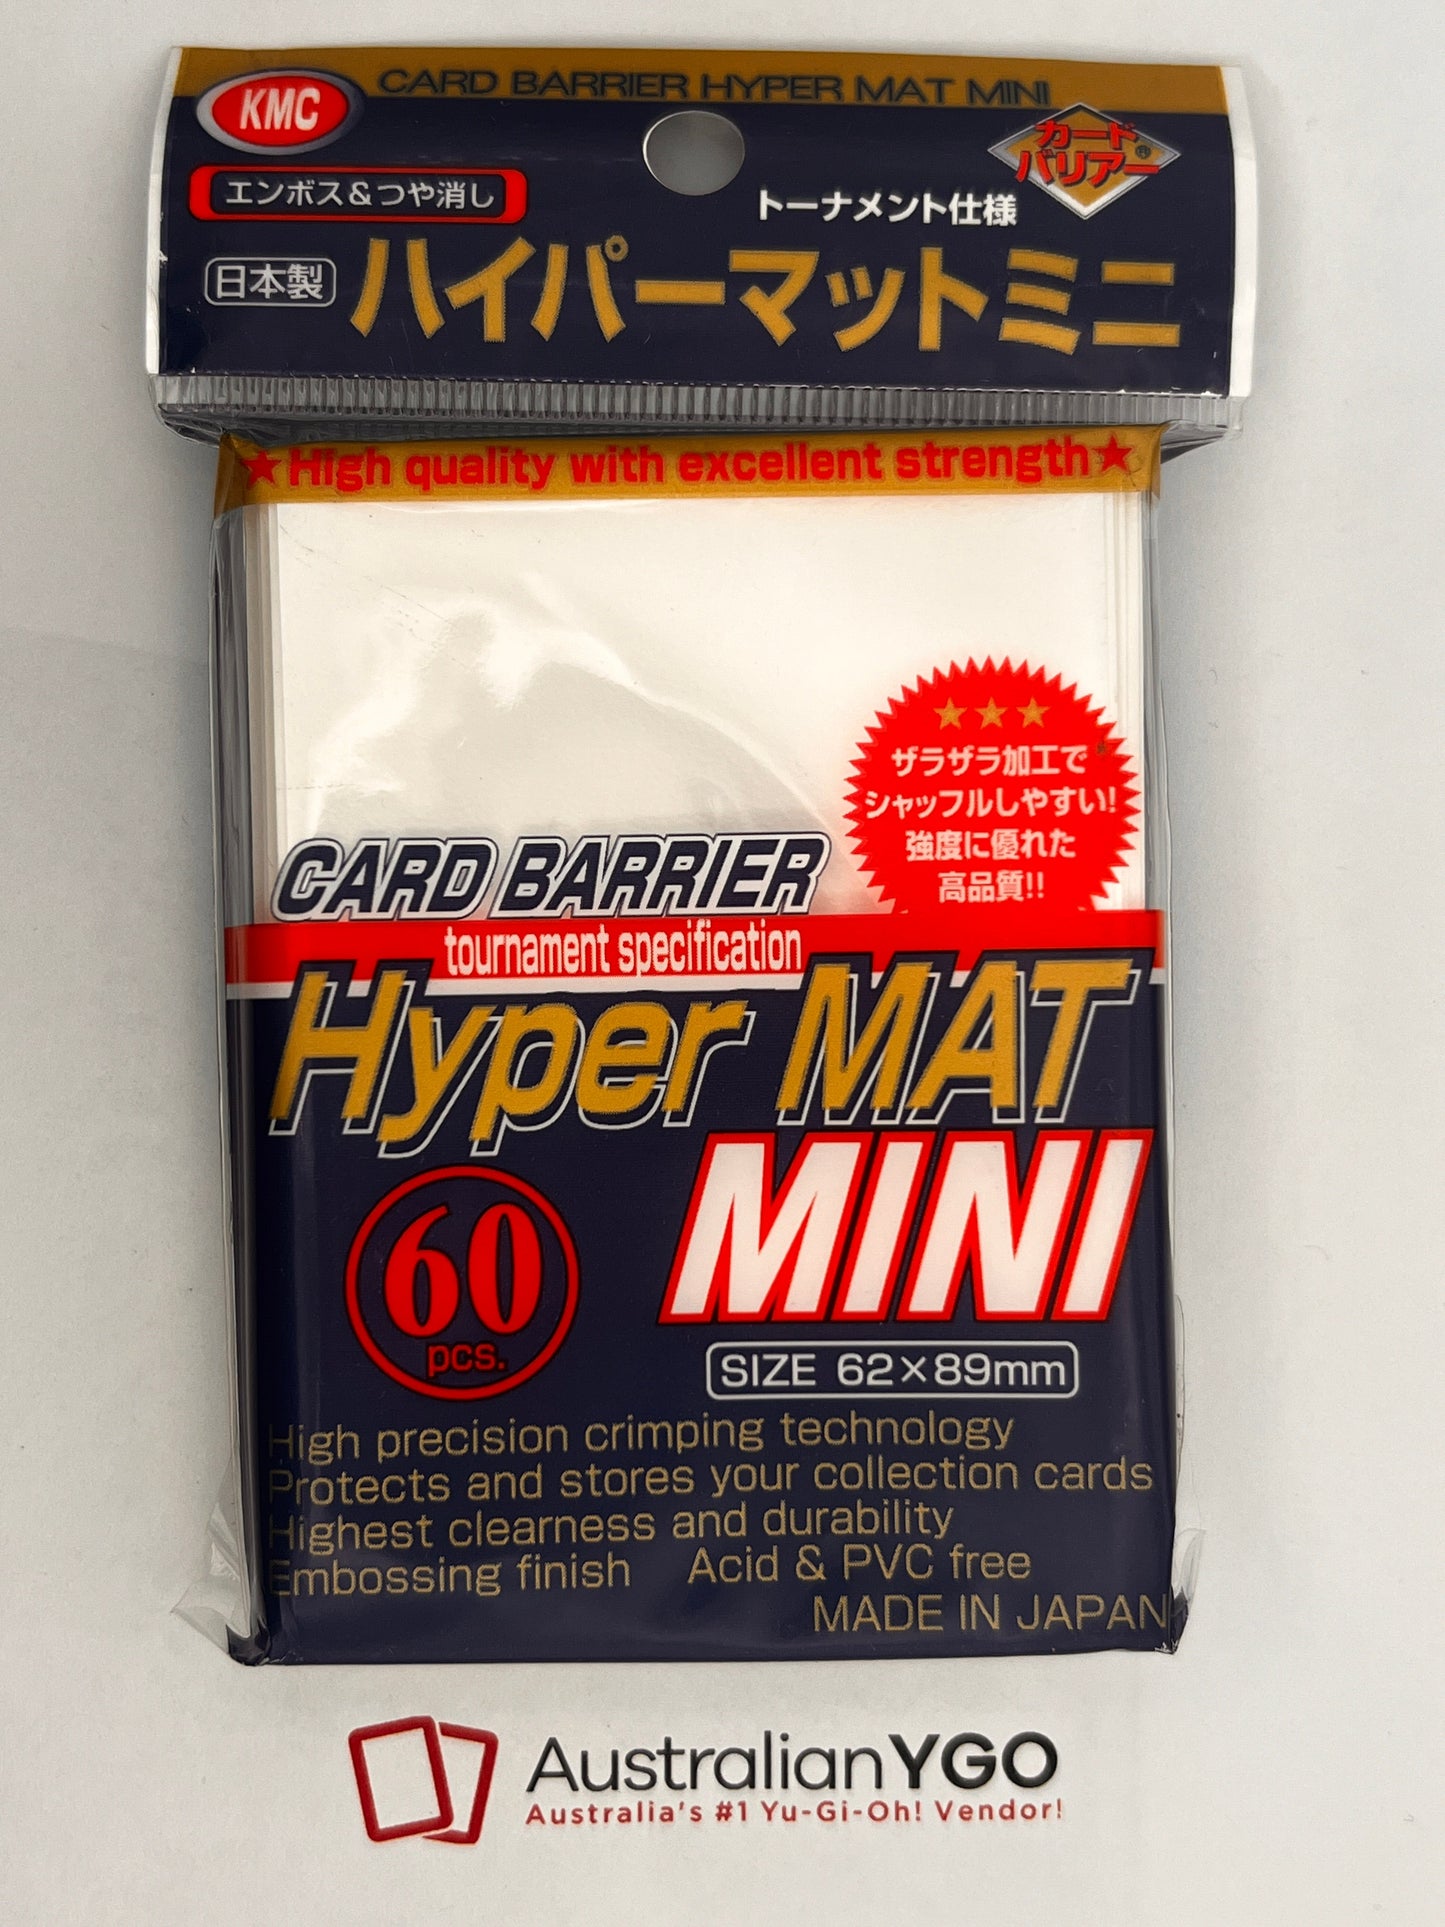 CARD BARRIER HYPER MAT MINI
KMC
カード
バリアー®
エンボス&つや消し
トーナメント仕様
日本製
ハイパーマットミニ
★High quality with excellent strength★
★★★
ザラザラ加工で
シャッフルしやすい!
強度に優れた
高品質!!
CARD BARRIER
tournament specification
Hyper MAT
MINI
60
pcs.
SIZE 62×89mm
High precision crimping technology
Protects and stores your collection cards
Highest clearness and durability
Embossing finish Acid & PVC free
MADE IN JAPAN
AustralianYGO
Australia's #1 Yu-Gi-Oh! Vendor!